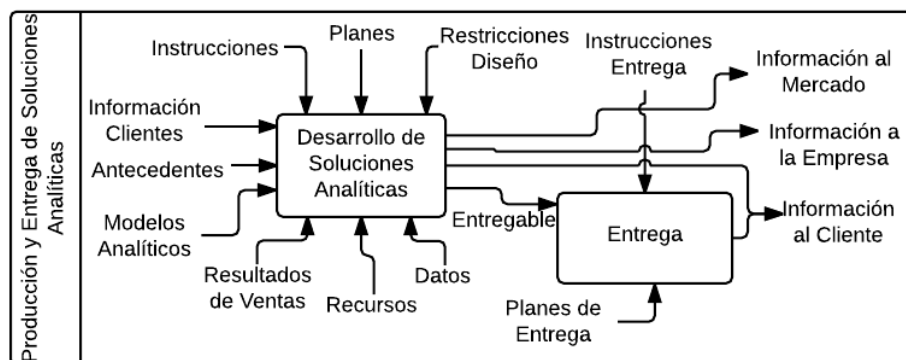 Producción y Entrega de Soluciones
Analíticas
Instrucciones
Planes
Restricciones
Diseño
Instrucciones
Entrega
Información al
Mercado
Información
Clientes
Desarrollo de
Soluciones
Analíticas
Información a
la Empresa
Antecedentes
Modelos
Analíticos
Entregable
Entrega
Información
al Cliente
Resultados
de Ventas
Recursos
Datos
Planes de
Entrega